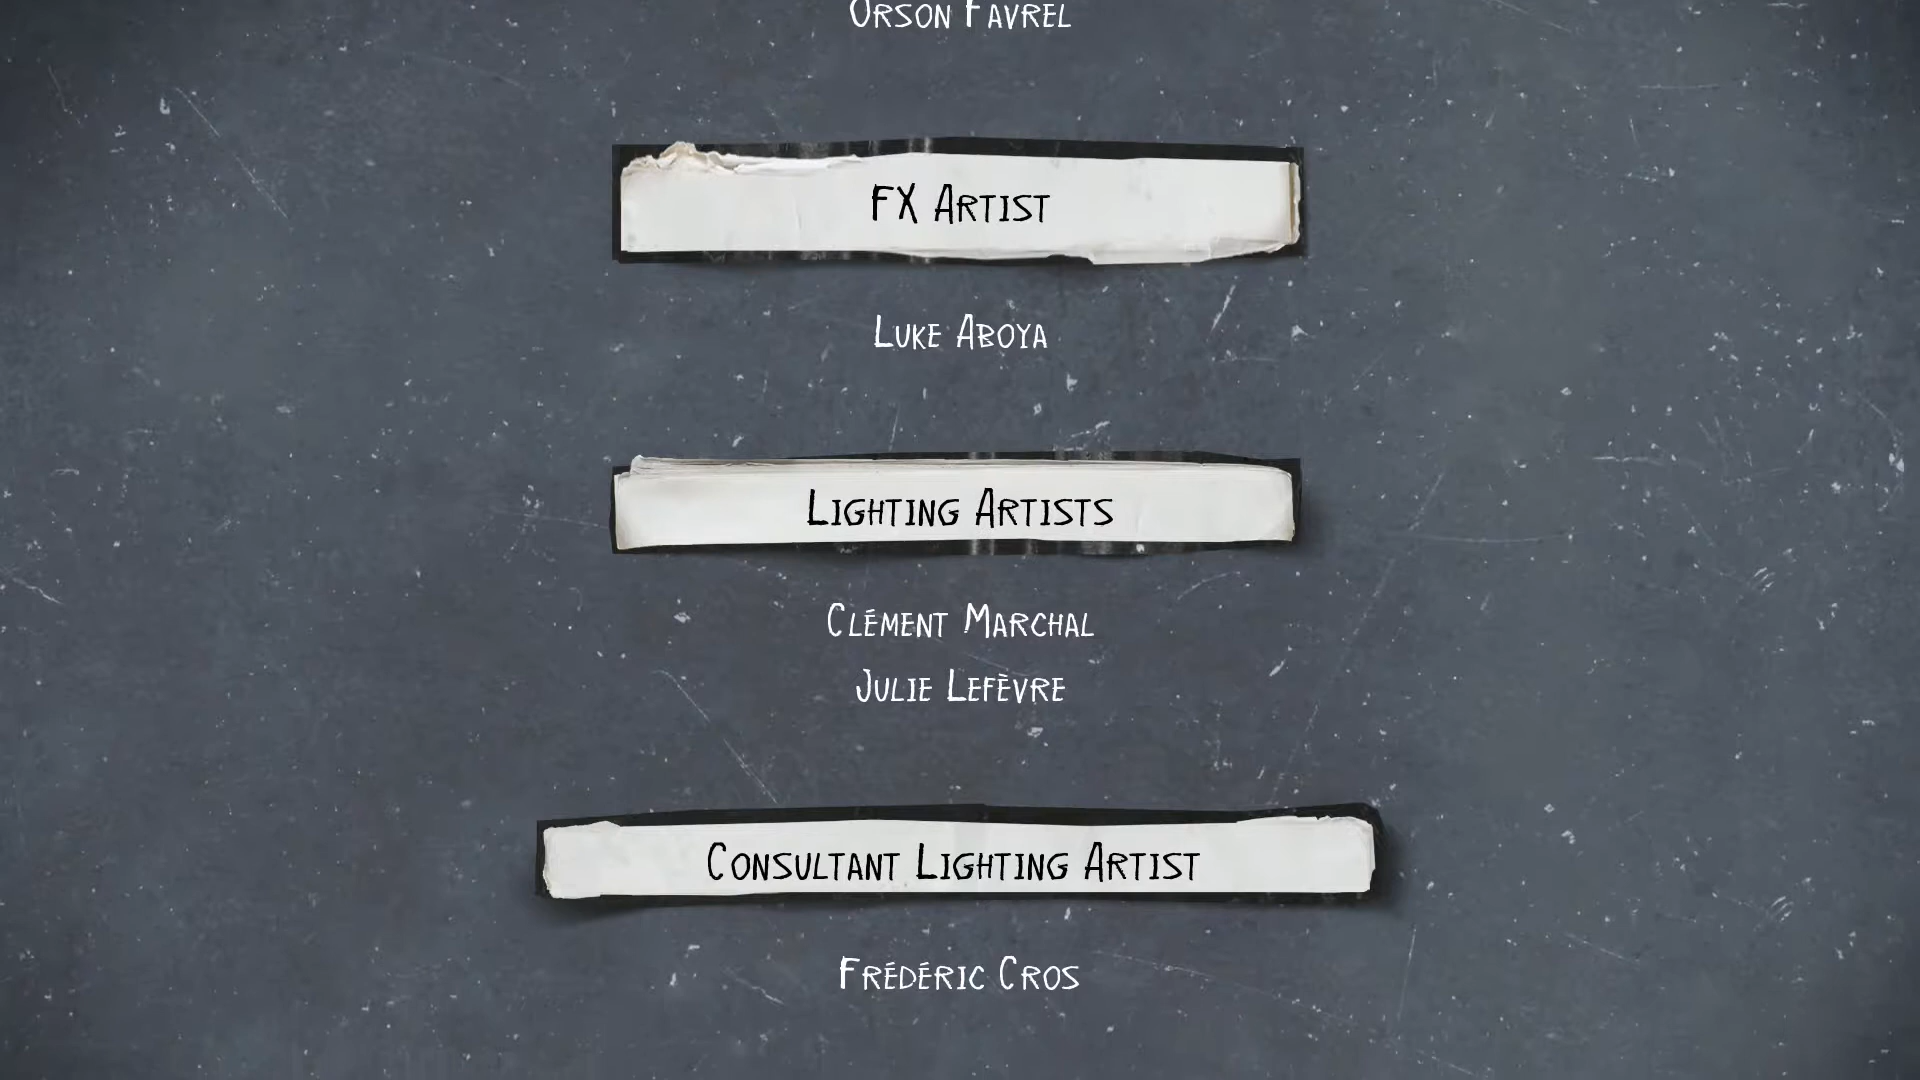 Orson Favrel
FX Artist
Luke Aboya
Lighting Artists
Clément Marchal
Julie Lefèvre
Consultant Lighting Artist
Frédéric Cros